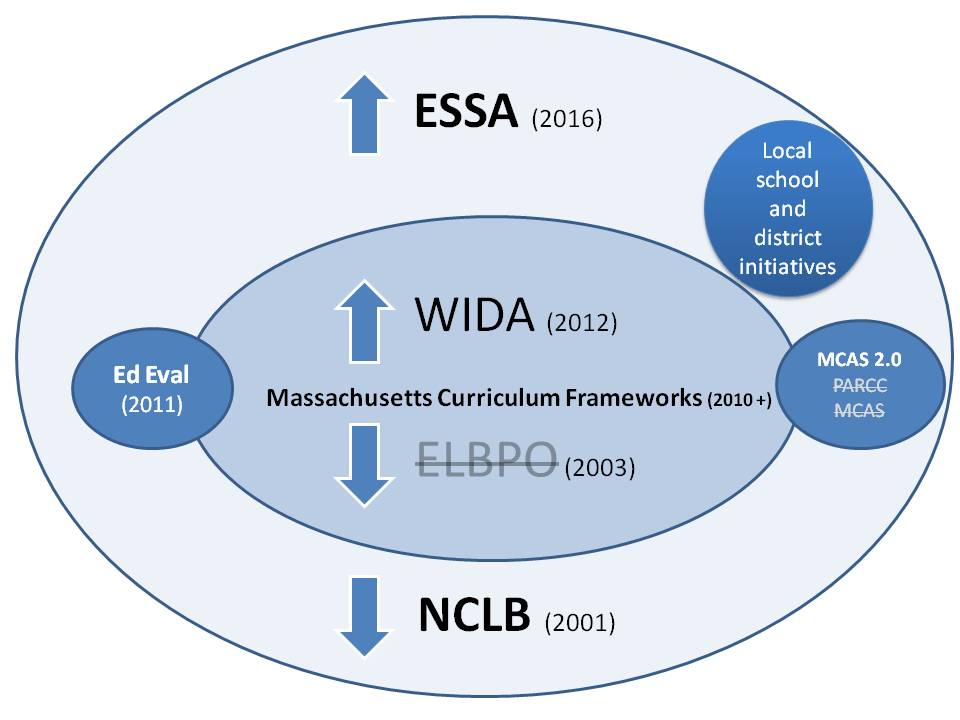 ESSA (2016)
Local
school
and
district
initiatives
WIDA (2012)
Ed Eval
(2011)
MCAS 2.0
PARCC
MCAS
Massachusetts Curriculum Frameworks (2010 +)
ELBPO (2003)
NCLB (2001)